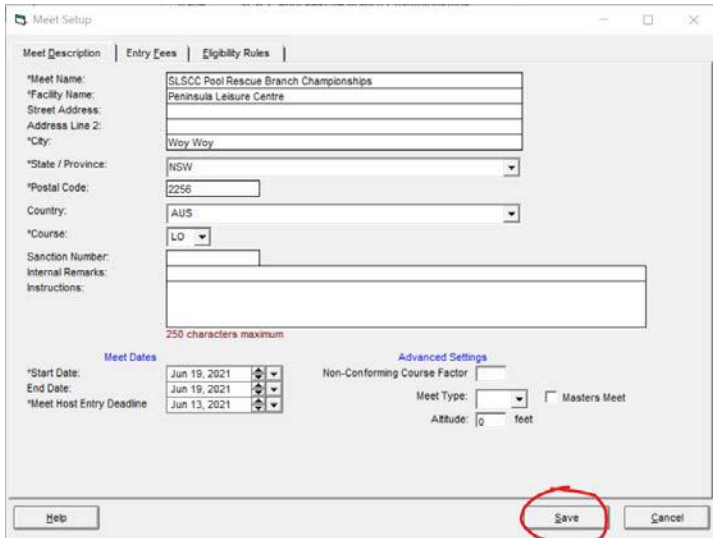 Meet Setup
Meet Description Entry Fees Eligibility Rules
*Meet Name: SLSCC Pool Rescue Branch Championships
*Facility Name: Peninsula Leisure Centre
Street Address:
Address Line 2:
*City: Woy Woy
*State / Province: NSW
*Postal Code: 2256
Country: AUS
*Course: LO
Sanction Number:
Internal Remarks:
Instructions:
250 characters maximum
Meet Dates Advanced Settings
*Start Date: Jun 19, 2021 Non-Conforming Course Factor
End Date: Jun 19, 2021
*Meet Host Entry Deadline Jun 13, 2021 Meet Type: Masters Meet
Altitude: 0 feet
Help Save Cancel